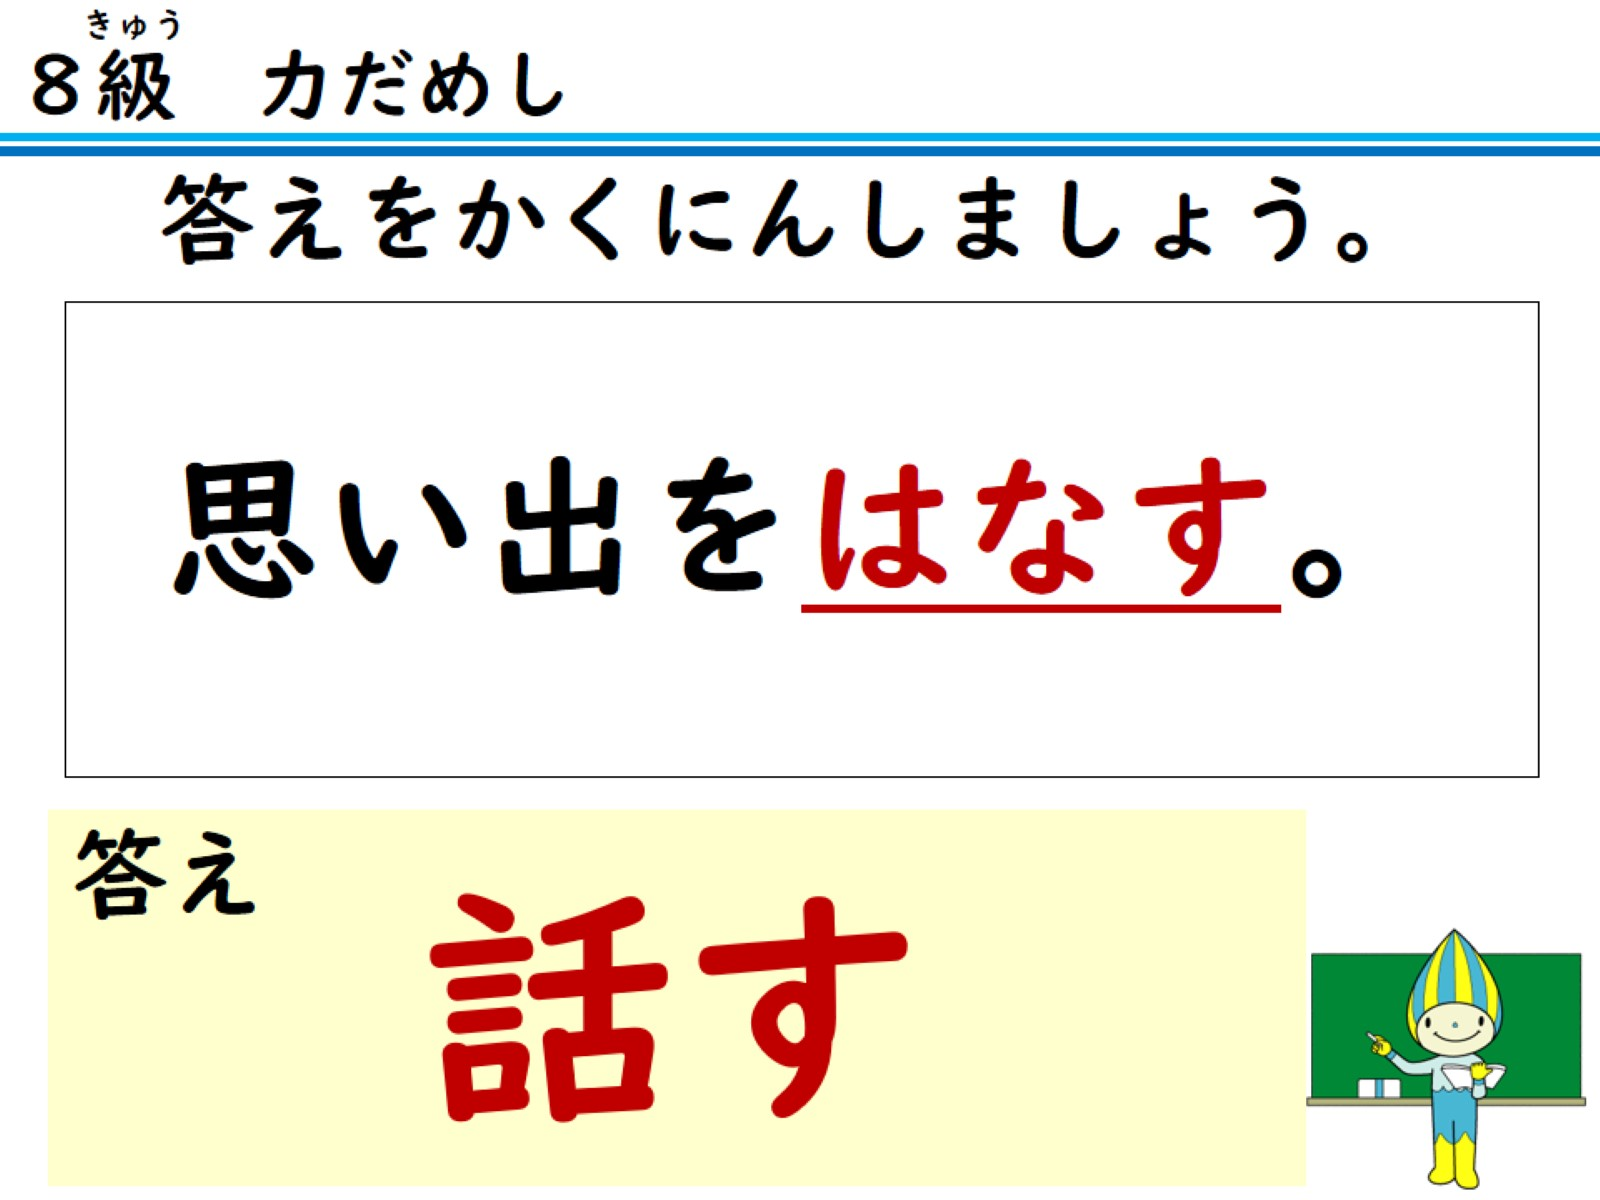 きゅう
８級　力だめし
答えをかくにんしましょう。
思い出をはなす。
答え
話す